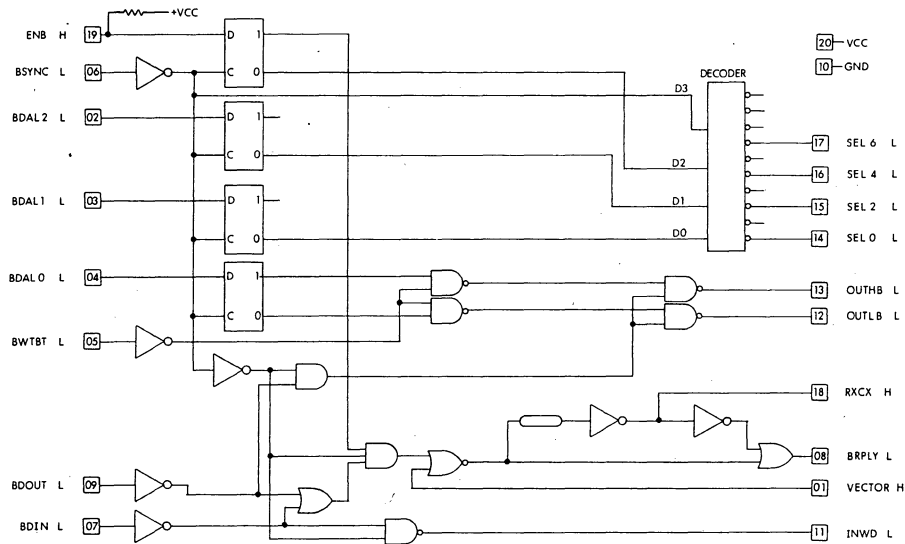 +VCC
ENB H 19
BSYNC L 06
BDAL 2 L 02
BDAL 1 L 03
BDAL 0 L 04
BWTBT L 05
BDOUT L 09
BDIN L 07
D 1
C 0
D 1
C 0
D 1
C 0
D 1
C 0
DECODER
D3
D2
D1
D0
20 VCC
10 GND
17 SEL 6 L
16 SEL 4 L
15 SEL 2 L
14 SEL 0 L
13 OUTHB L
12 OUTLB L
18 RXCX H
08 BRPLY L
01 VECTOR H
11 INWD L